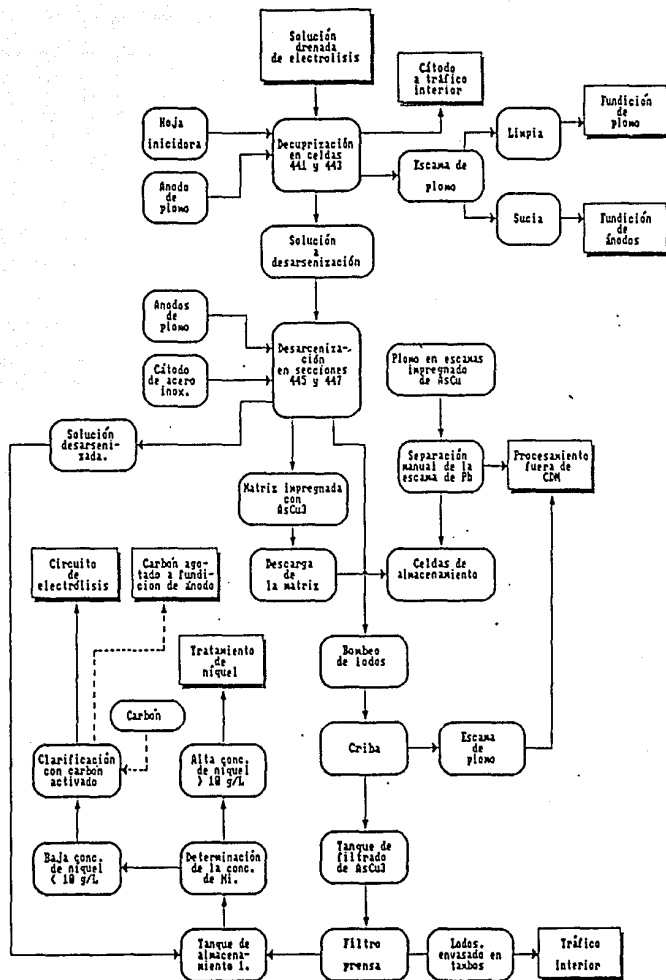 Solución
drenada
de electrolisis
Cátodo
a tráfico
interior
Hoja
inicidora
Decuprización
en celdas
441 y 443
Anodo
de
plomo
Escama de
plomo
Limpia
Fundición
de
plomo
Sucia
Fundición
de
ánodos
Solución
a
desarsenización
Anodos
de
plomo
Cátodo
de acero
inox.
Desarceniza-
ción
en secciones
445 y 447
Plomo en escamas
impregnado
de AsCu
Solución
desarseni-
zada.
Separación
manual de la
escama de Pb
Procesamiento
fuera de
CDM
Matriz impregnada
con
AsCu3
Descarga
de
la matriz
Celdas de
almacenamiento
Circuito
de
electrólisis
Carbón ago-
tado a fundi-
cion de ánodo
Tratamiento
de
níquel
Bombeo
de lodos
Carbón
Clarificación
con carbón
activado
Alta conc.
de níquel
> 10 g/L
Criba
Escama
de
plomo
Baja conc.
de níquel
< 10 g/L
Determinación
de la conc.
de Ni.
Tanque de
filtrado
de AsCu3
Tanque de
almacena-
miento 1.
Filtro
prensa
Lodos.
envasado en
tambos
Tráfico
interior